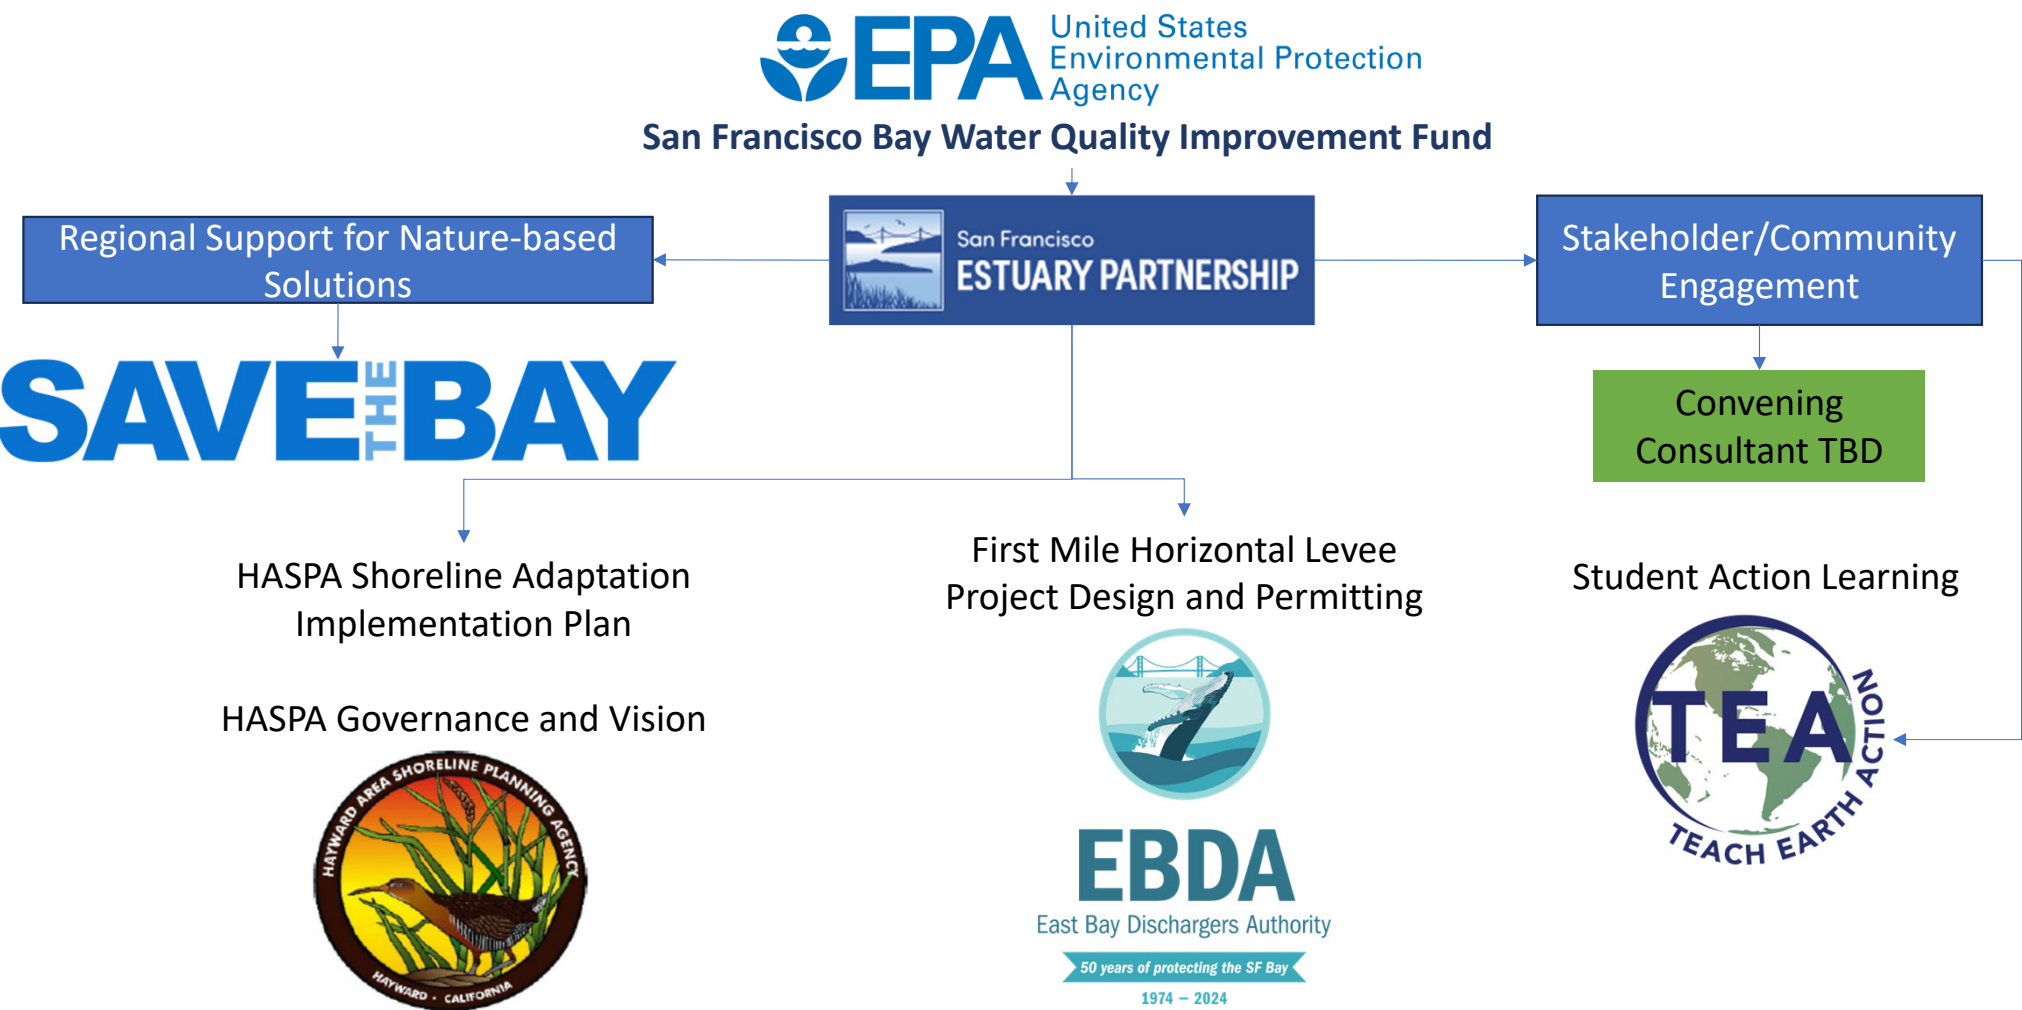 EPA
United States
Environmental Protection
Agency
San Francisco Bay Water Quality Improvement Fund
Regional Support for Nature-based
Solutions
San Francisco
ESTUARY PARTNERSHIP
Stakeholder/Community
Engagement
SAVE THE BAY
Convening
Consultant TBD
HASPA Shoreline Adaptation
Implementation Plan
HASPA Governance and Vision
HAYWARD AREA SHORELINE PLANNING AGENCY
HAYWARD · CALIFORNIA
First Mile Horizontal Levee
Project Design and Permitting
EBDA
East Bay Dischargers Authority
50 years of protecting the SF Bay
1974 – 2024
Student Action Learning
TEA
TEACH EARTH ACTION